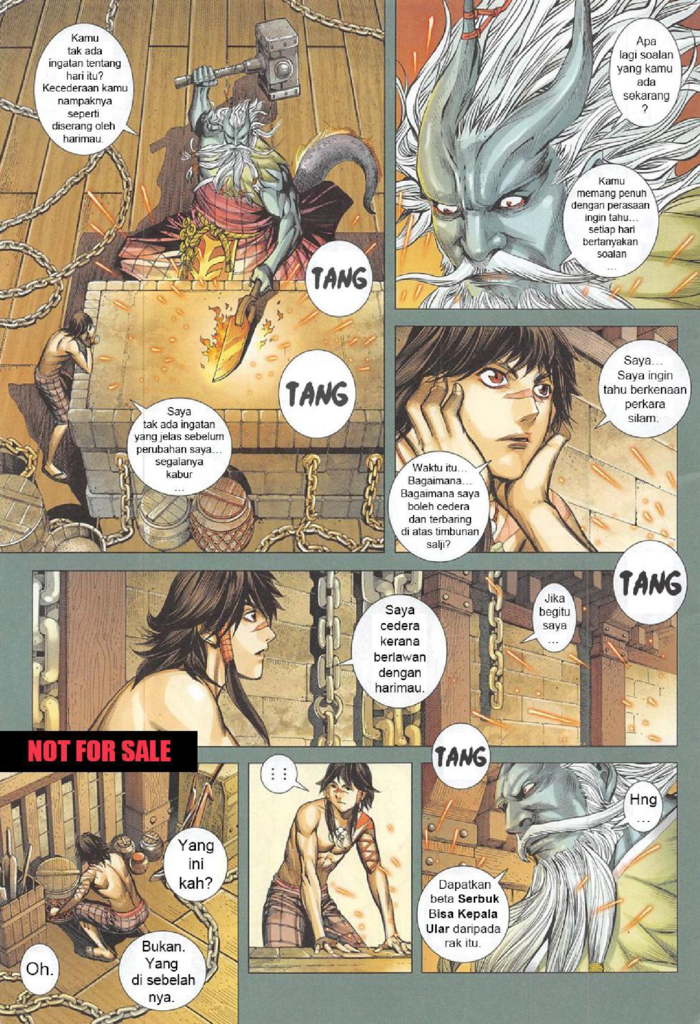 Kamu
tak ada
ingatan tentang
hari itu?
Kecederaan kamu
nampaknya
seperti
diserang oleh
harimau.
Apa
lagi soalan
yang kamu
ada
sekarang
?
Kamu
memang penuh
dengan perasaan
ingin tahu...
setiap hari
bertanyakan
soalan
...
TANG
TANG
Saya
tak ada ingatan
yang jelas sebelum
perubahan saya...
segalanya
kabur
...
Saya...
Saya ingin
tahu berkenaan
perkara
silam.
Waktu itu...
Bagaimana...
Bagaimana saya
boleh cedera
dan terbaring
di atas timbunan
salji?
TANG
Saya
cedera
kerana
berlawan
dengan
harimau.
Jika
begitu
saya
...
NOT FOR SALE
TANG
Yang
ini
kah?
Oh.
Bukan.
Yang
di sebelah
nya.
...
...
Hng
...
Dapatkan
beta Serbuk
Bisa Kepala
Ular daripada
rak itu.